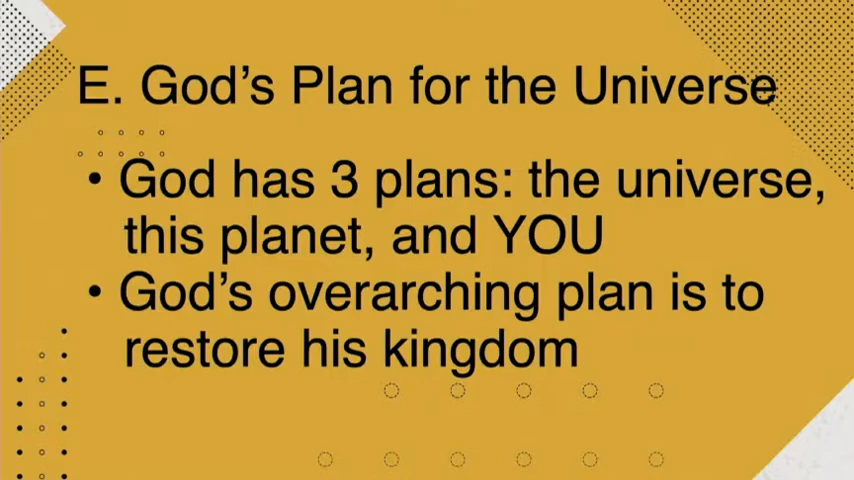 E. God’s Plan for the Universe
• God has 3 plans: the universe,
this planet, and YOU
• God’s overarching plan is to
restore his kingdom